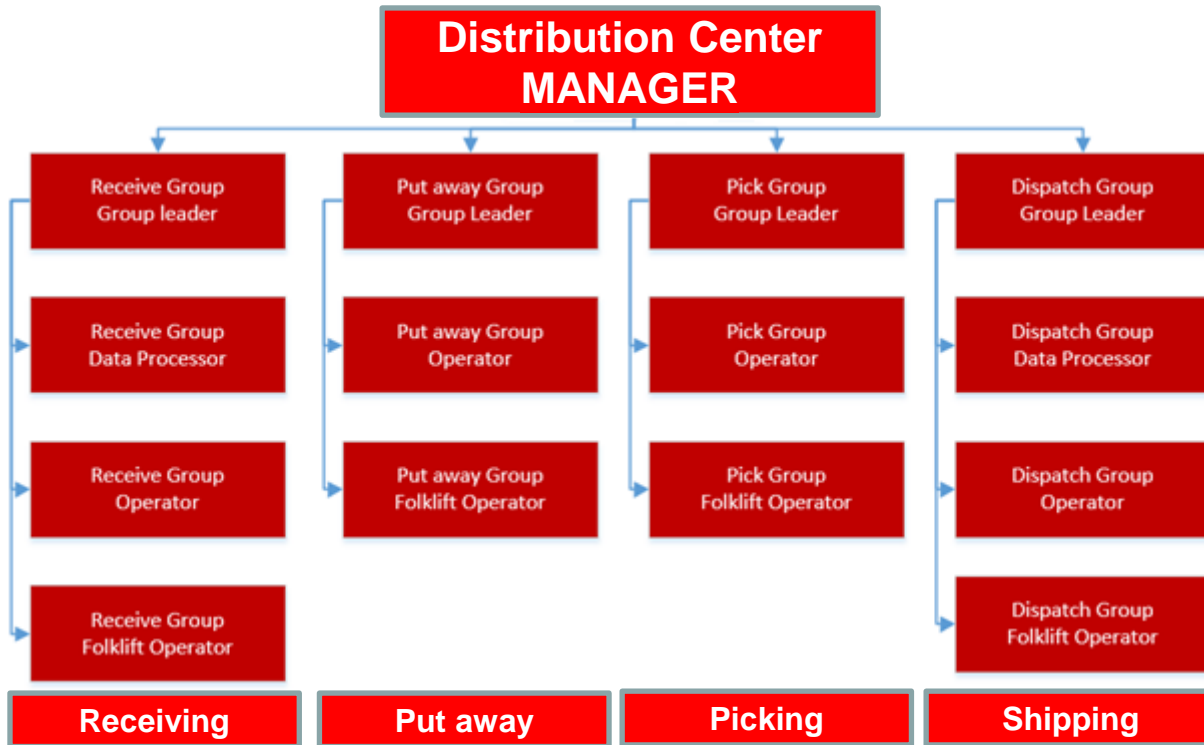 Distribution Center
MANAGER
Receive Group
Group leader
Put away Group
Group Leader
Pick Group
Group Leader
Dispatch Group
Group Leader
Receive Group
Data Processor
Put away Group
Operator
Pick Group
Operator
Dispatch Group
Data Processor
Receive Group
Operator
Put away Group
Folklift Operator
Pick Group
Folklift Operator
Dispatch Group
Operator
Receive Group
Folklift Operator
Dispatch Group
Folklift Operator
Receiving
Put away
Picking
Shipping